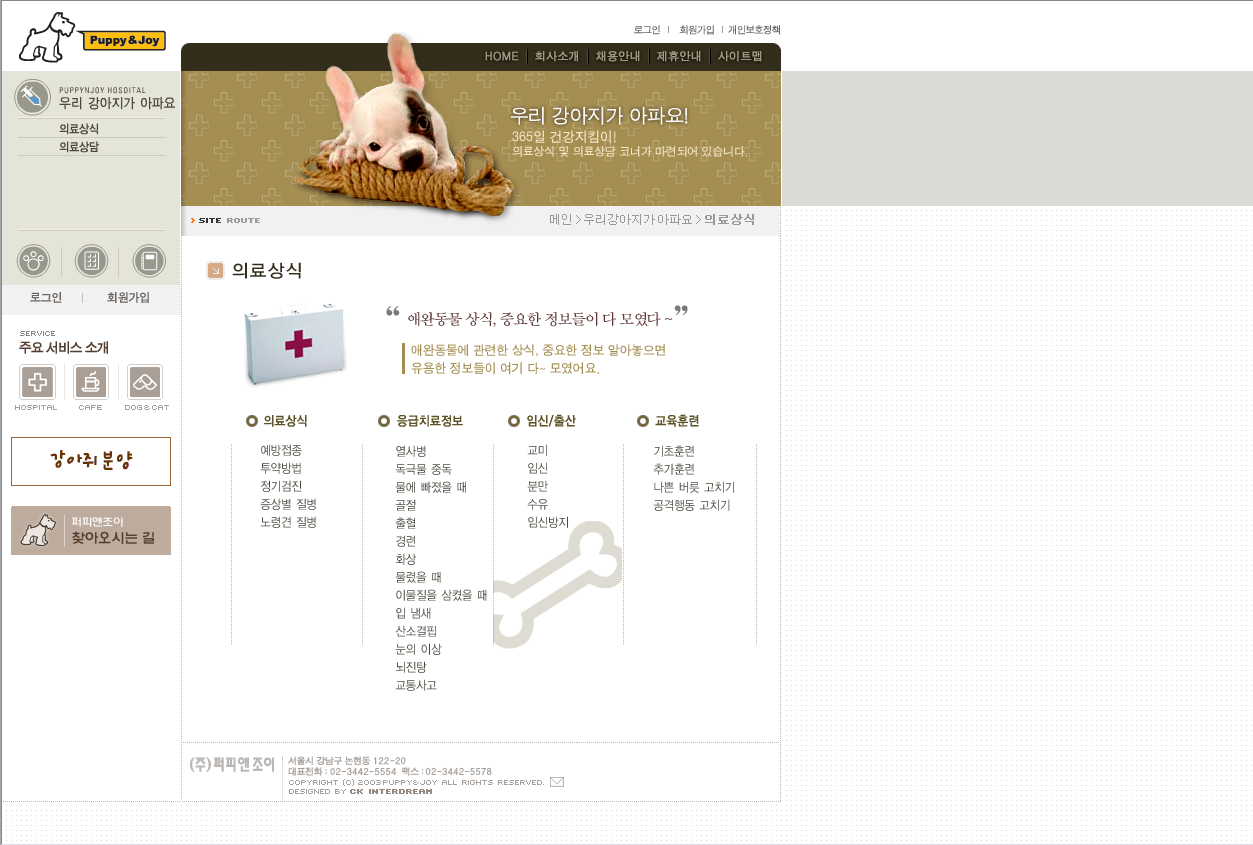 Puppy & Joy
로그인
회원가입
개인보호정책
HOME
회사소개
채용안내
제휴안내
사이트맵
PUPPYNJOY HOSDITAL
우리 강아지가 아파요
의료상식
의료상담
우리 강아지가 아파요!
365일 건강지킴이!
의료상식 및 의료상담 코너가 마련되어 있습니다.
SITE ROUTE
메인 > 우리강아지가 아파요 > 의료상식
로그인
회원가입
SERVICE
주요 서비스 소개
HOSPITAL
CAFE
DOG&CAT
강아쥐 분양
퍼피앤조이
찾아오시는 길
의료상식
“ 애완동물 상식, 중요한 정보들이 다 모였다 ~ ”
애완동물에 관련한 상식, 중요한 정보 알아놓으면
유용한 정보들이 여기 다~ 모였어요.
의료상식
예방접종
투약방법
정기검진
증상별 질병
노령견 질병
응급치료정보
열사병
독극물 중독
물에 빠졌을 때
골절
출혈
경련
화상
물렸을 때
이물질을 삼켰을 때
입 냄새
산소결핍
눈의 이상
뇌진탕
교통사고
임신/출산
교미
임신
분만
수유
임신방지
교육훈련
기초훈련
추가훈련
나쁜 버릇 고치기
공격행동 고치기
(주)퍼피앤조이
서울시 강남구 논현동 122-20
대표전화 : 02-3442-5554 팩스 : 02-3442-5578
COPYRIGHT (C) 2003 PUPPY&JOY ALL RIGHTS RESERVED.
DESIGNED BY CK INTERDREAM